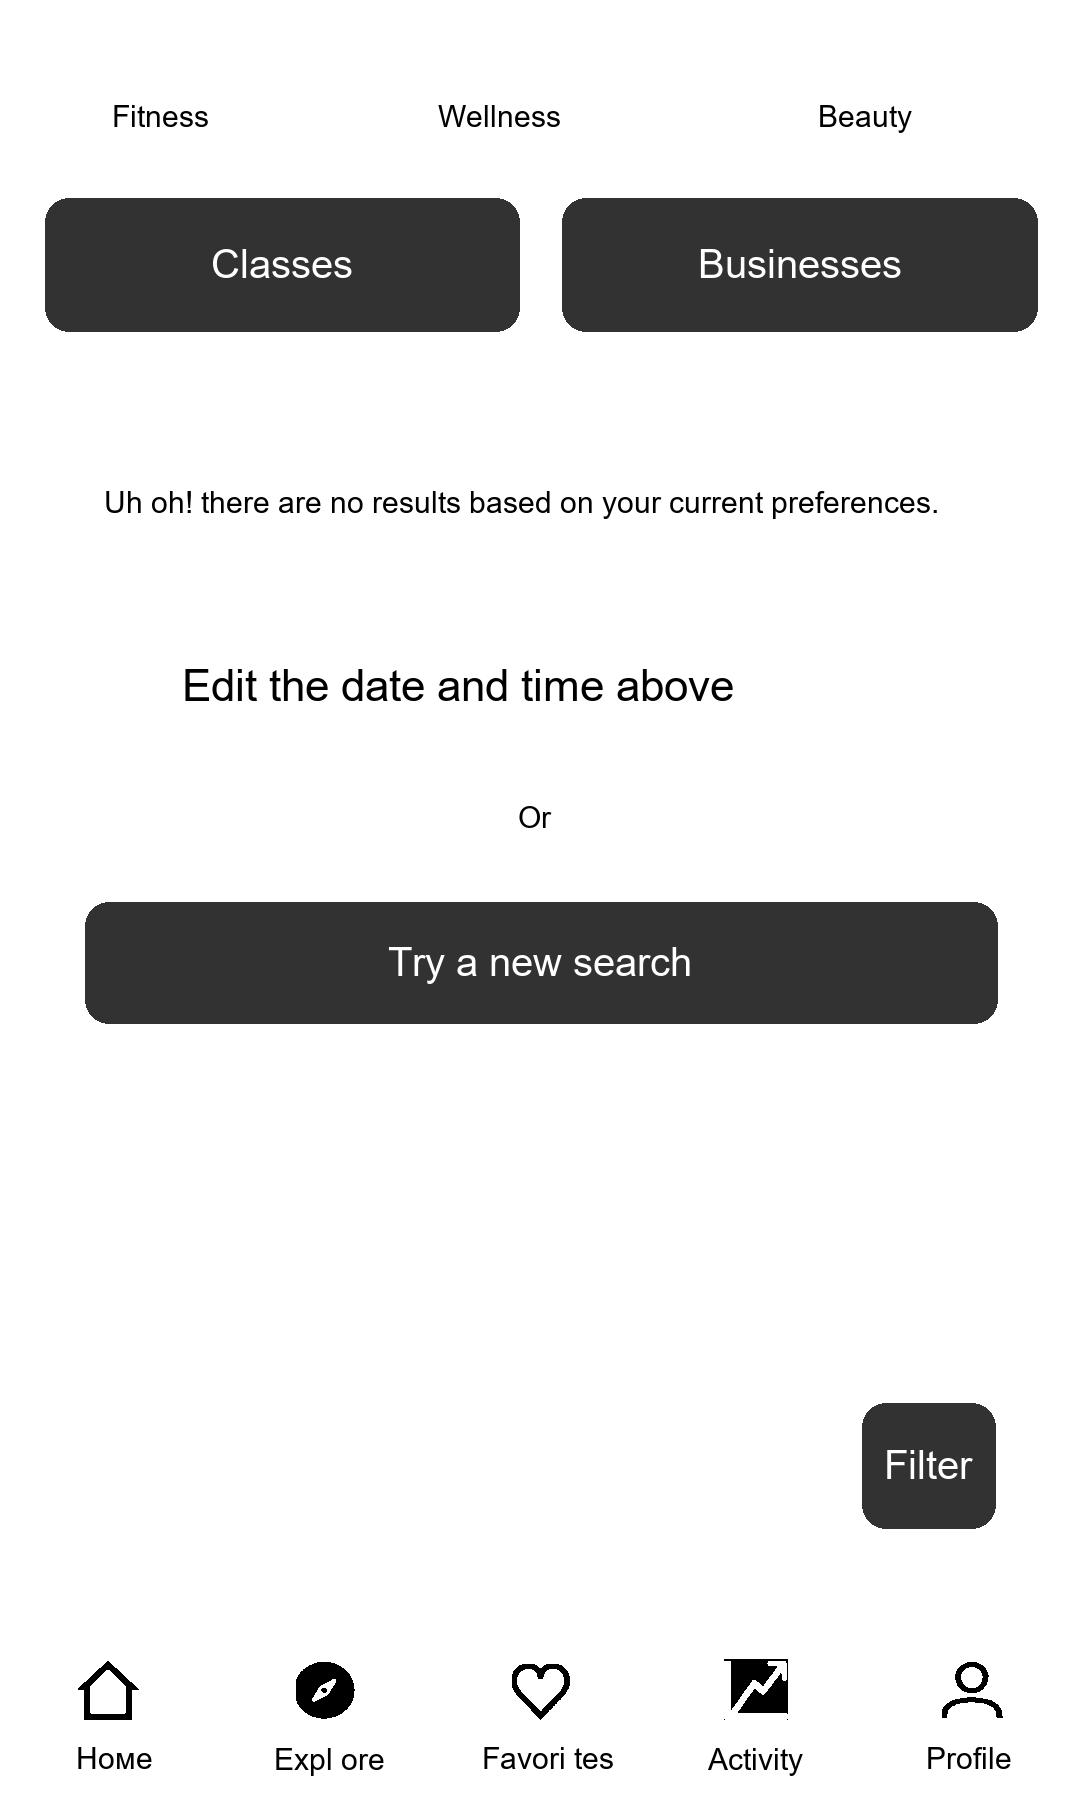 Fitness Wellness Beauty
Classes Businesses
Uh oh! there are no results based on your current preferences.
Edit the date and time above
Or
Try a new search
Filter
Hoмe Expl ore Favori tes Activity Profile